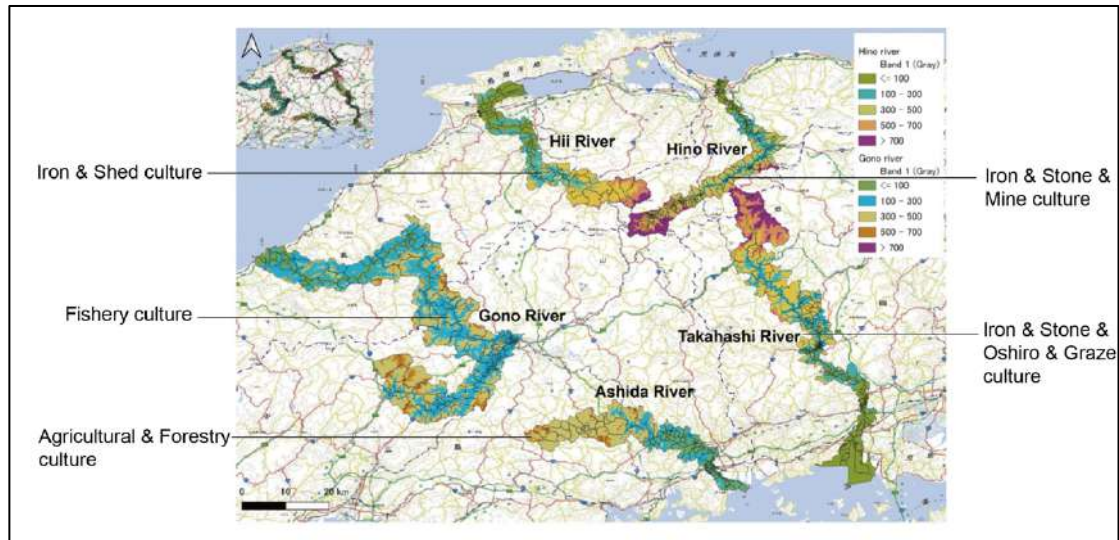 Hino river
Band 1 (Gray)
<= 100
100 - 300
300 - 500
500 - 700
> 700
Gono river
Band 1 (Gray)
<= 100
100 - 300
300 - 500
500 - 700
> 700
Hii River
Hino River
Iron & Shed culture
Iron & Stone &
Mine culture
Fishery culture
Gono River
Takahashi River
Iron & Stone &
Oshiro & Graze
culture
Ashida River
Agricultural & Forestry
culture
0 10 20 km